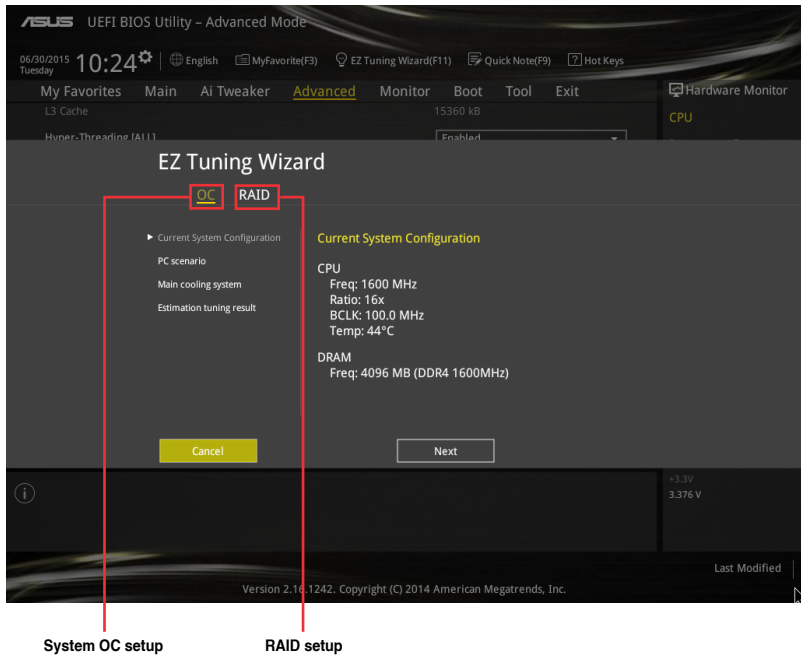 ASUS UEFI BIOS Utility – Advanced Mode
06/30/2015
Tuesday
10:24
English
MyFavorite(F3)
EZ Tuning Wizard(F11)
Quick Note(F9)
? Hot Keys
My Favorites Main Ai Tweaker Advanced Monitor Boot Tool Exit
Hardware Monitor
L3 Cache 15360 kB
CPU
Hyper-Threading [ALL] Enabled
EZ Tuning Wizard
OC RAID
Current System Configuration
PC scenario
Main cooling system
Estimation tuning result
Current System Configuration
CPU
Freq: 1600 MHz
Ratio: 16x
BCLK: 100.0 MHz
Temp: 44°C
DRAM
Freq: 4096 MB (DDR4 1600MHz)
Cancel
Next
+3.3V
3.376 V
Last Modified
Version 2.16.1242. Copyright (C) 2014 American Megatrends, Inc.
System OC setup
RAID setup